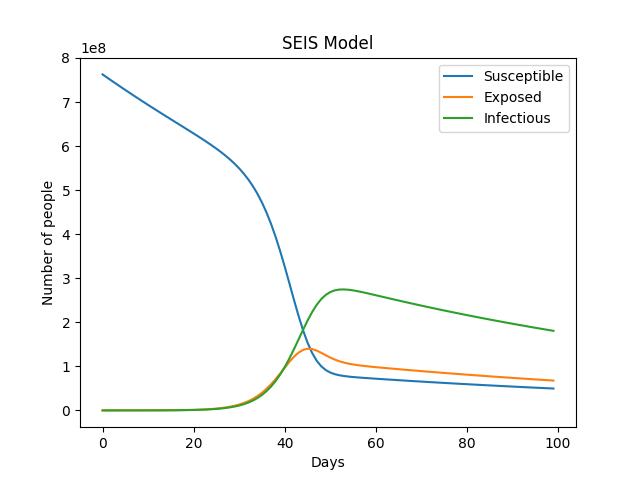 SEIS Model
1e8
8
7
6
5
4
3
2
1
0
Number of people
Susceptible
Exposed
Infectious
0 20 40 60 80 100
Days